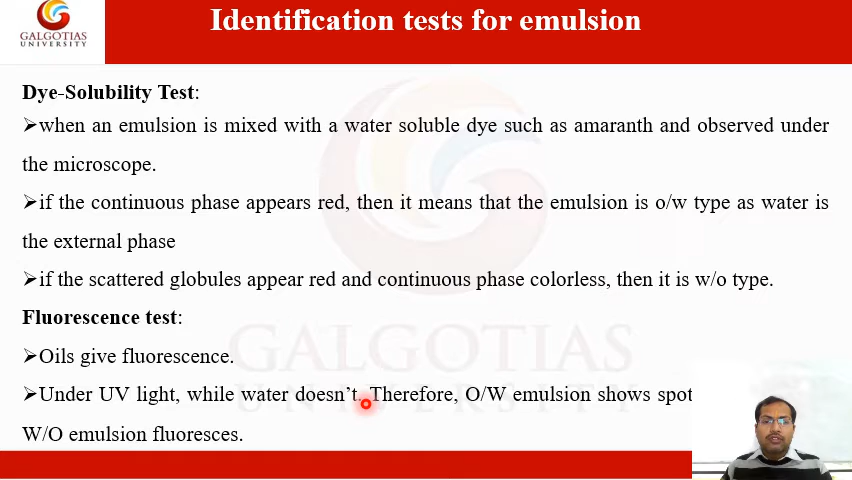 Identification tests for emulsion
GALGOTIAS
UNIVERSITY
Dye-Solubility Test:
➢when an emulsion is mixed with a water soluble dye such as amaranth and observed under
the microscope.
➢if the continuous phase appears red, then it means that the emulsion is o/w type as water is
the external phase
➢if the scattered globules appear red and continuous phase colorless, then it is w/o type.
Fluorescence test:
➢Oils give fluorescence.
➢Under UV light, while water doesn’t. Therefore, O/W emulsion shows spot
W/O emulsion fluoresces.
GALGOTIAS
UNIVERSITY